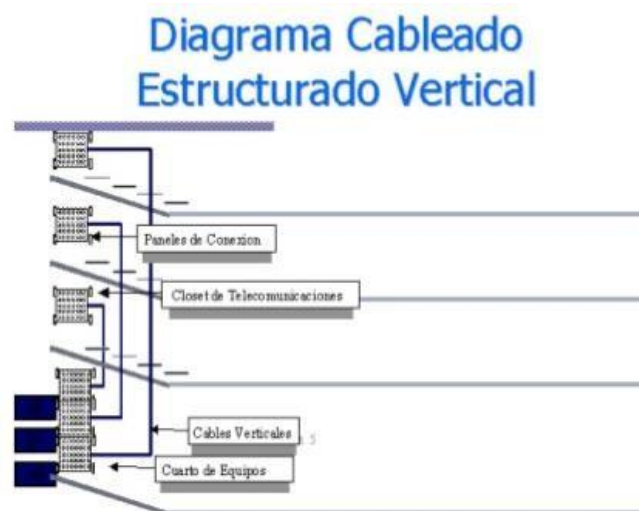 Diagrama Cableado
Estructurado Vertical
Paneles de Conexion
Closet de Telecomunicaciones
Cables Verticales
Cuarto de Equipos